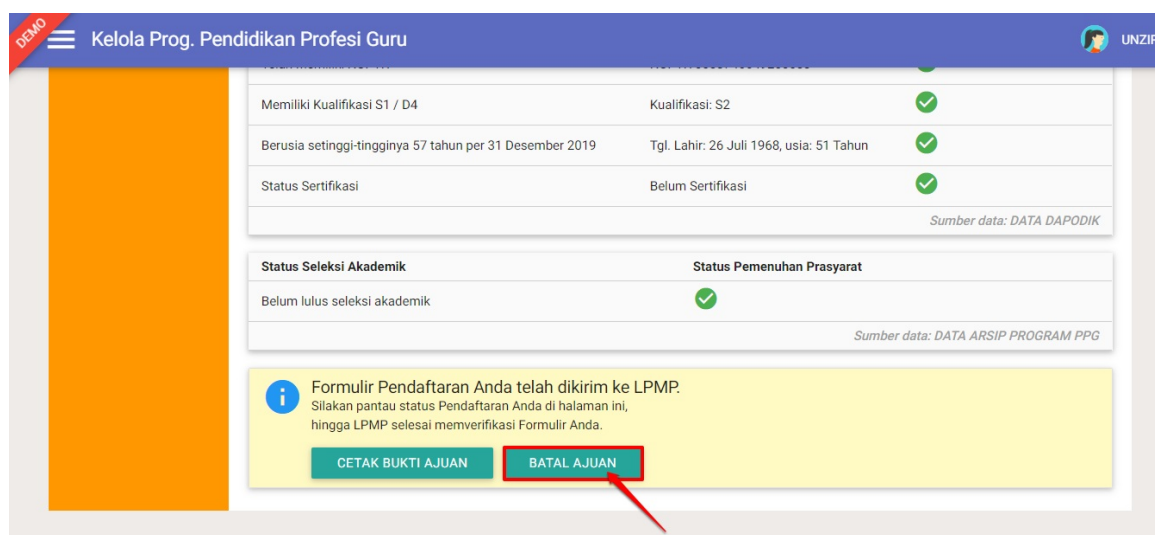 DEMO
Kelola Prog. Pendidikan Profesi Guru
UNZIF
Memiliki Kualifikasi S1 / D4 Kualifikasi: S2
Berusia setinggi-tingginya 57 tahun per 31 Desember 2019 Tgl. Lahir: 26 Juli 1968, usia: 51 Tahun
Status Sertifikasi Belum Sertifikasi
Sumber data: DATA DAPODIK
Status Seleksi Akademik Status Pemenuhan Prasyarat
Belum lulus seleksi akademik
Sumber data: DATA ARSIP PROGRAM PPG
Formulir Pendaftaran Anda telah dikirim ke LPMP.
Silakan pantau status Pendaftaran Anda di halaman ini,
hingga LPMP selesai memverifikasi Formulir Anda.
CETAK BUKTI AJUAN BATAL AJUAN